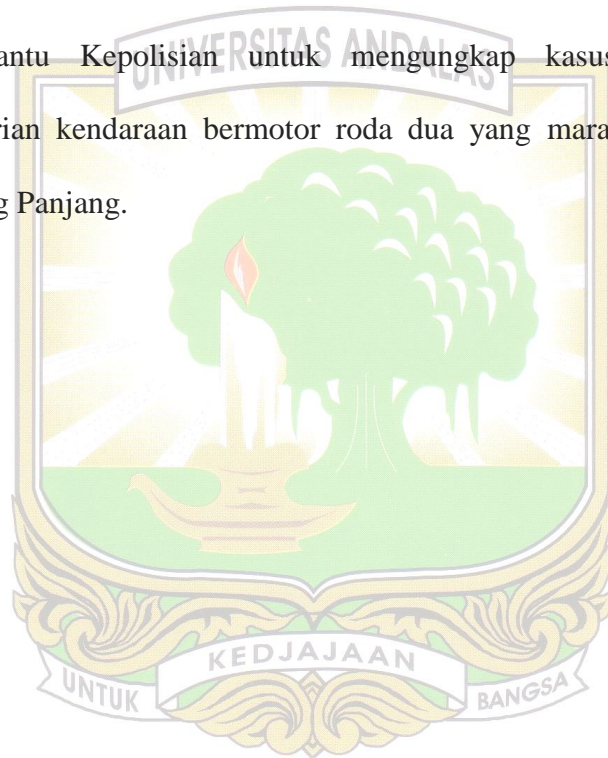 antu Kepolisian untuk mengungkap kasus
UNIVERSITAS ANDALAS
rian kendaraan bermotor roda dua yang mara
g Panjang.
KEDJAJAAN
UNTUK BANGSA